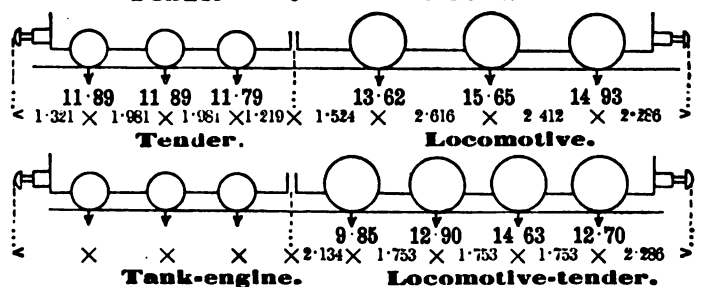 11·89 11 89 11·79 13·62 15·65 14 93
1·321 1·981 1·981 1·219 1·524 2·616 2 412 2·286
Tender. Locomotive.
9·85 12·90 14 63 12·70
2·134 1·753 1·753 1·753 2·286
Tank-engine. Locomotive-tender.